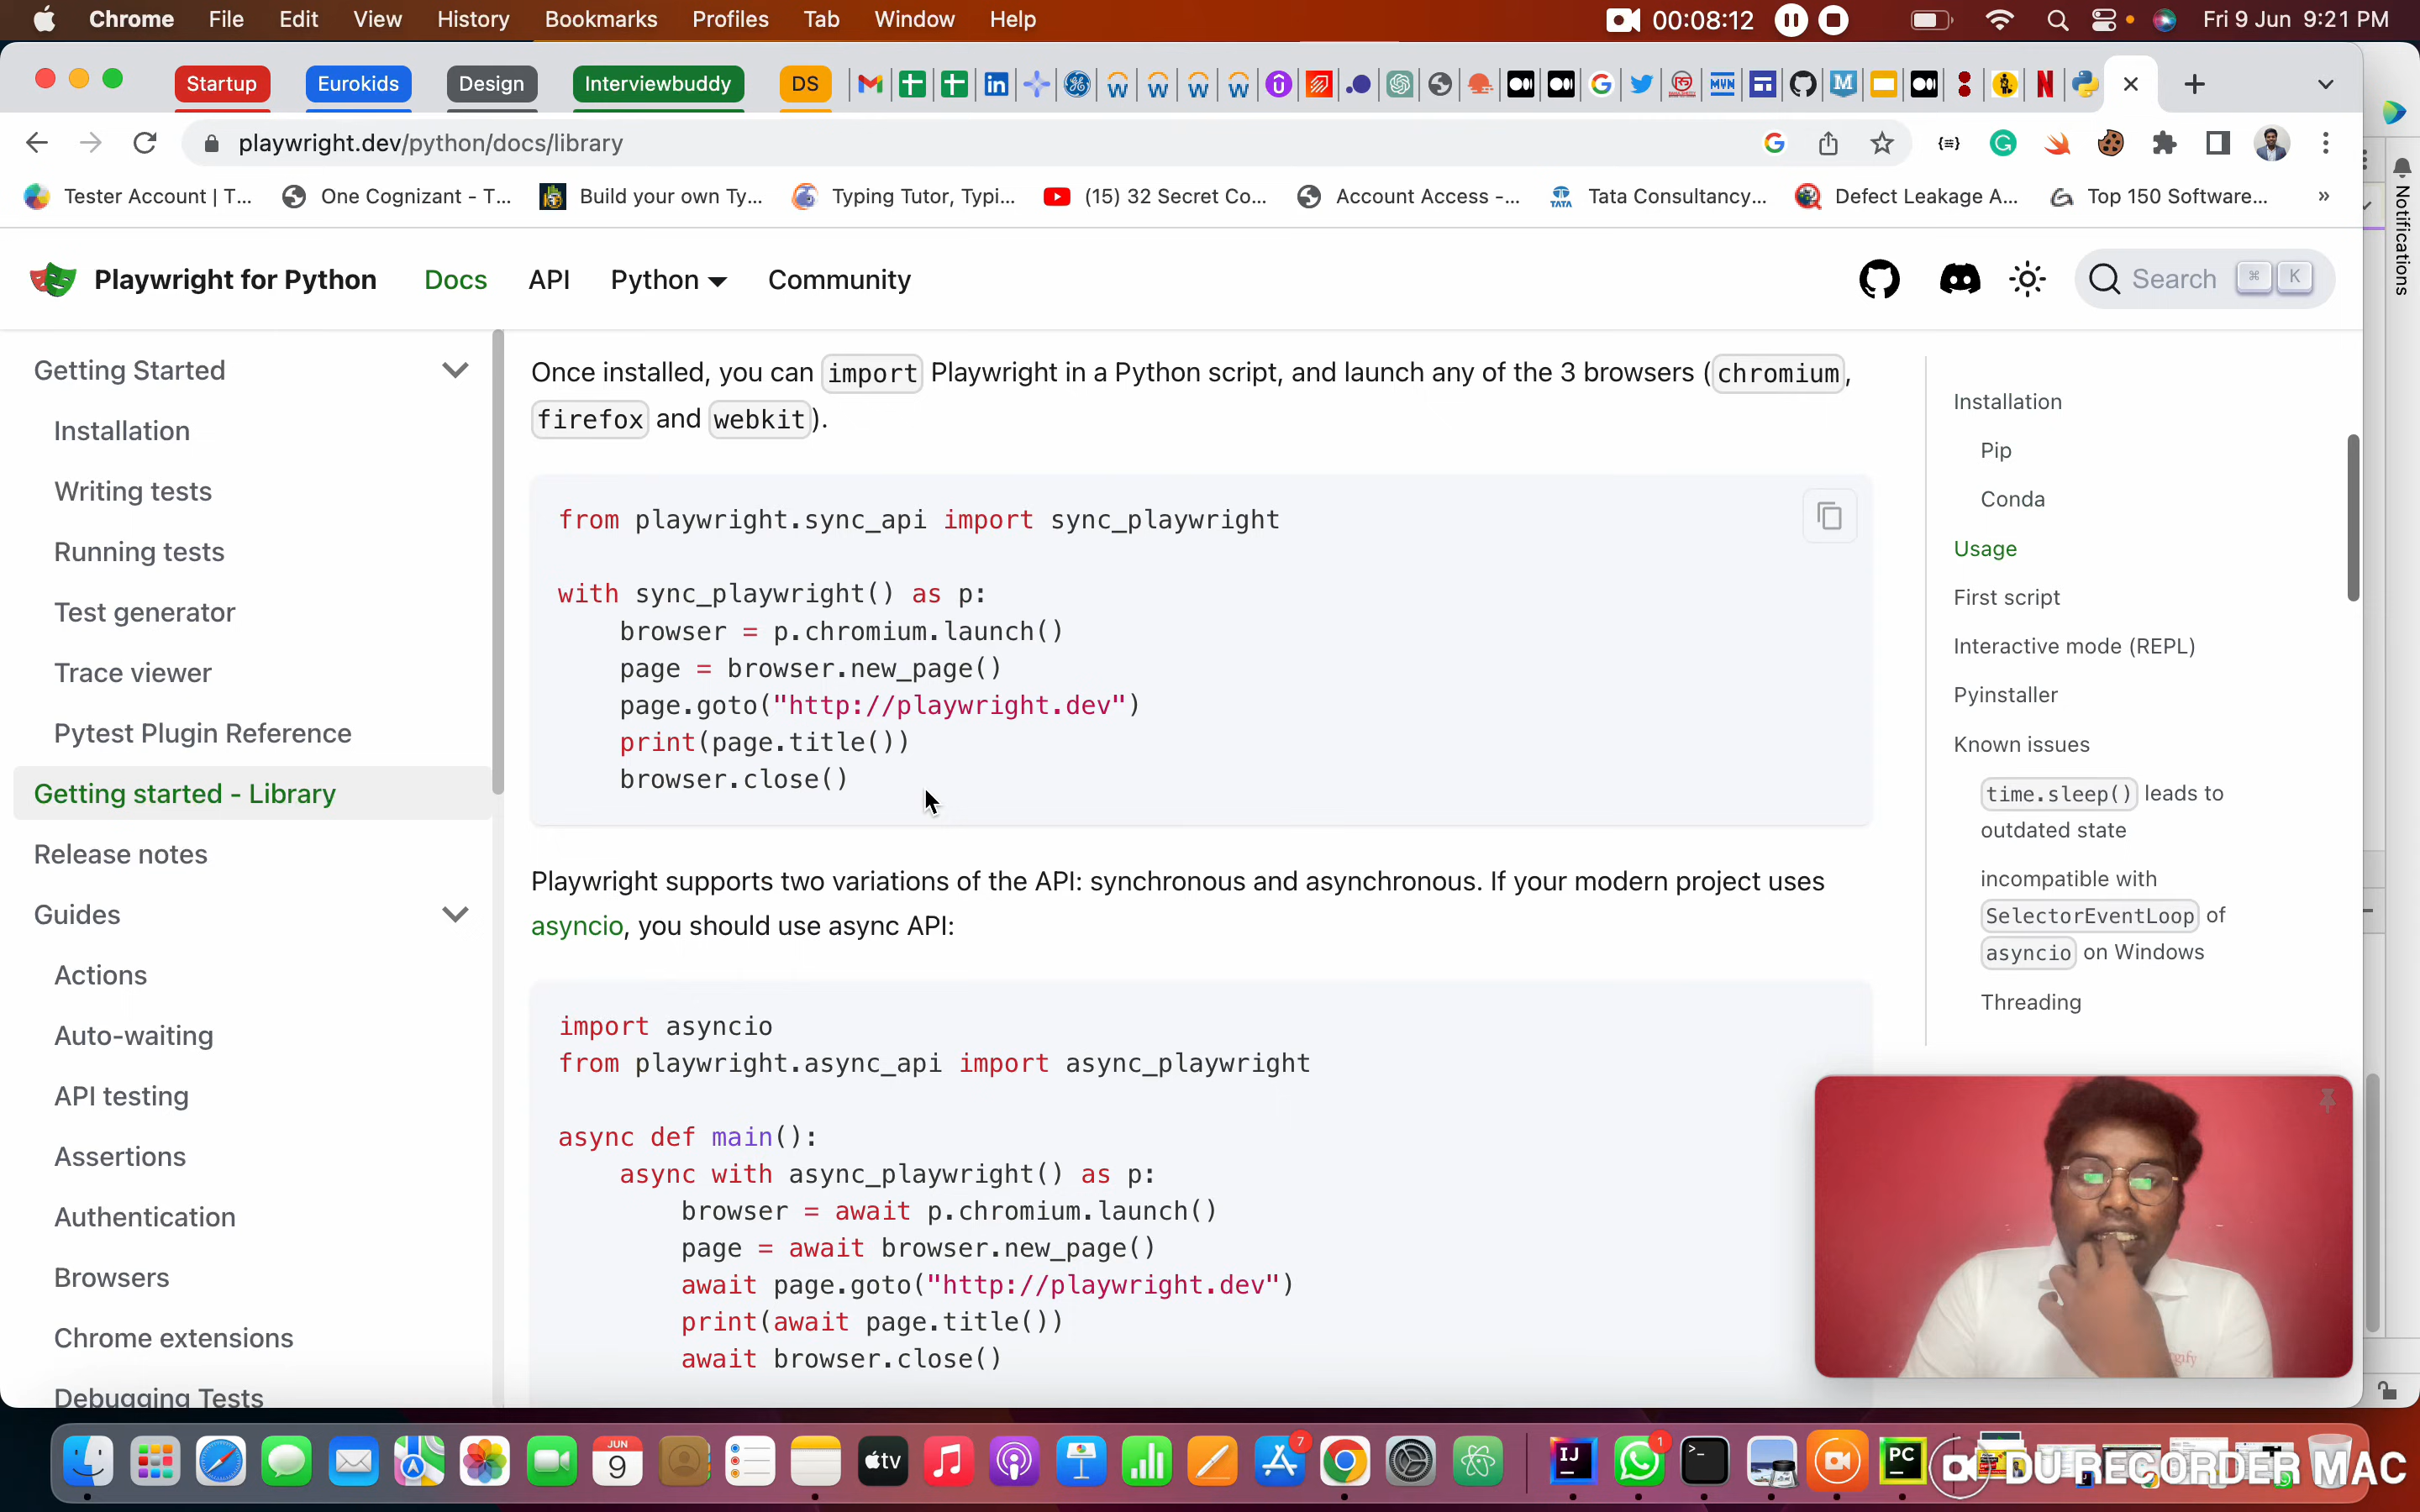 Chrome File Edit View History Bookmarks Profiles Tab Window Help 00:08:12 Fri 9 Jun 9:21 PM
Startup Eurokids Design Interviewbuddy DS
playwright.dev/python/docs/library
Tester Account | T... One Cognizant - T... Build your own Ty... Typing Tutor, Typi... (15) 32 Secret Co... Account Access -... TATA Tata Consultancy... Defect Leakage A... Top 150 Software... »
Notifications
Playwright for Python Docs API Python Community Search ⌘ K
Getting Started
Installation
Writing tests
Running tests
Test generator
Trace viewer
Pytest Plugin Reference
Getting started - Library
Release notes
Guides
Actions
Auto-waiting
API testing
Assertions
Authentication
Browsers
Chrome extensions
Debugging Tests
Once installed, you can import Playwright in a Python script, and launch any of the 3 browsers (chromium,
firefox and webkit).
from playwright.sync_api import sync_playwright
with sync_playwright() as p:
browser = p.chromium.launch()
page = browser.new_page()
page.goto("http://playwright.dev")
print(page.title())
browser.close()
Playwright supports two variations of the API: synchronous and asynchronous. If your modern project uses
asyncio, you should use async API:
import asyncio
from playwright.async_api import async_playwright
async def main():
async with async_playwright() as p:
browser = await p.chromium.launch()
page = await browser.new_page()
await page.goto("http://playwright.dev")
print(await page.title())
await browser.close()
Installation
Pip
Conda
Usage
First script
Interactive mode (REPL)
Pyinstaller
Known issues
time.sleep() leads to
outdated state
incompatible with
SelectorEventLoop of
asyncio on Windows
Threading
JUN
9
tv
7
IJ
1
PC
DU RECORDER MAC